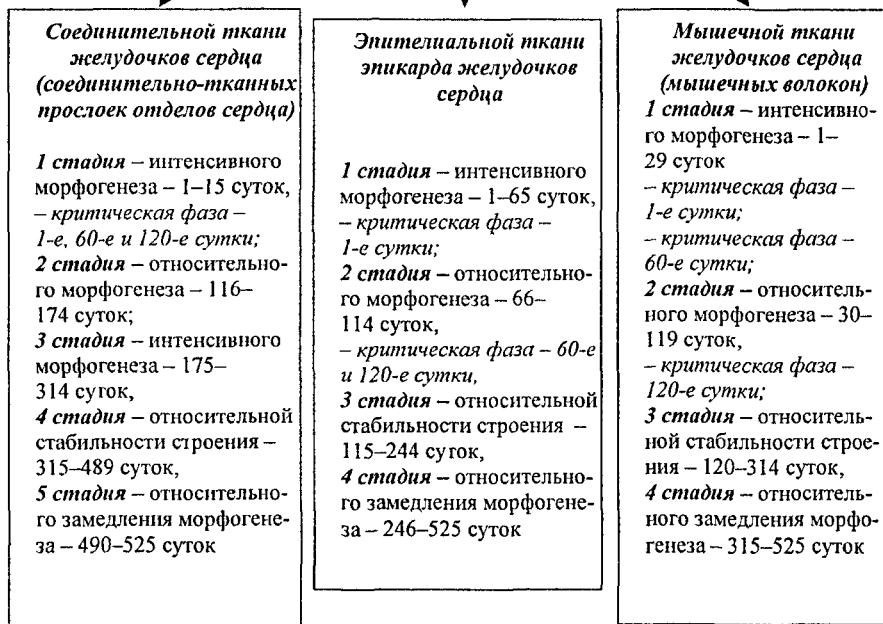 Соединительной ткани
желудочков сердца
(соединительно-тканных
прослоек отделов сердца)
1 стадия – интенсивного
морфогенеза – 1–15 суток,
– критическая фаза –
1-е, 60-е и 120-е сутки;
2 стадия – относительно-
го морфогенеза – 116–
174 суток;
3 стадия – интенсивного
морфогенеза – 175–
314 суток,
4 стадия – относительной
стабильности строения –
315–489 суток,
5 стадия – относительно-
го замедления морфогене-
за – 490–525 суток
Эпителиальной ткани
эпикарда желудочков
сердца
1 стадия – интенсивного
морфогенеза – 1–65 суток,
– критическая фаза –
1-е сутки;
2 стадия – относительно-
го морфогенеза – 66–
114 суток,
– критическая фаза – 60-е
и 120-е сутки,
3 стадия – относительной
стабильности строения –
115–244 суток,
4 стадия – относительно-
го замедления морфогене-
за – 246–525 суток
Мышечной ткани
желудочков сердца
(мышечных волокон)
1 стадия – интенсивно-
го морфогенеза – 1–
29 суток
– критическая фаза –
1-е сутки;
– критическая фаза –
60-е сутки;
2 стадия – относитель-
ного морфогенеза – 30–
119 суток,
– критическая фаза –
120-е сутки;
3 стадия – относитель-
ной стабильности строе-
ния – 120–314 суток,
4 стадия – относитель-
ного замедления морфо-
генеза – 315–525 суток